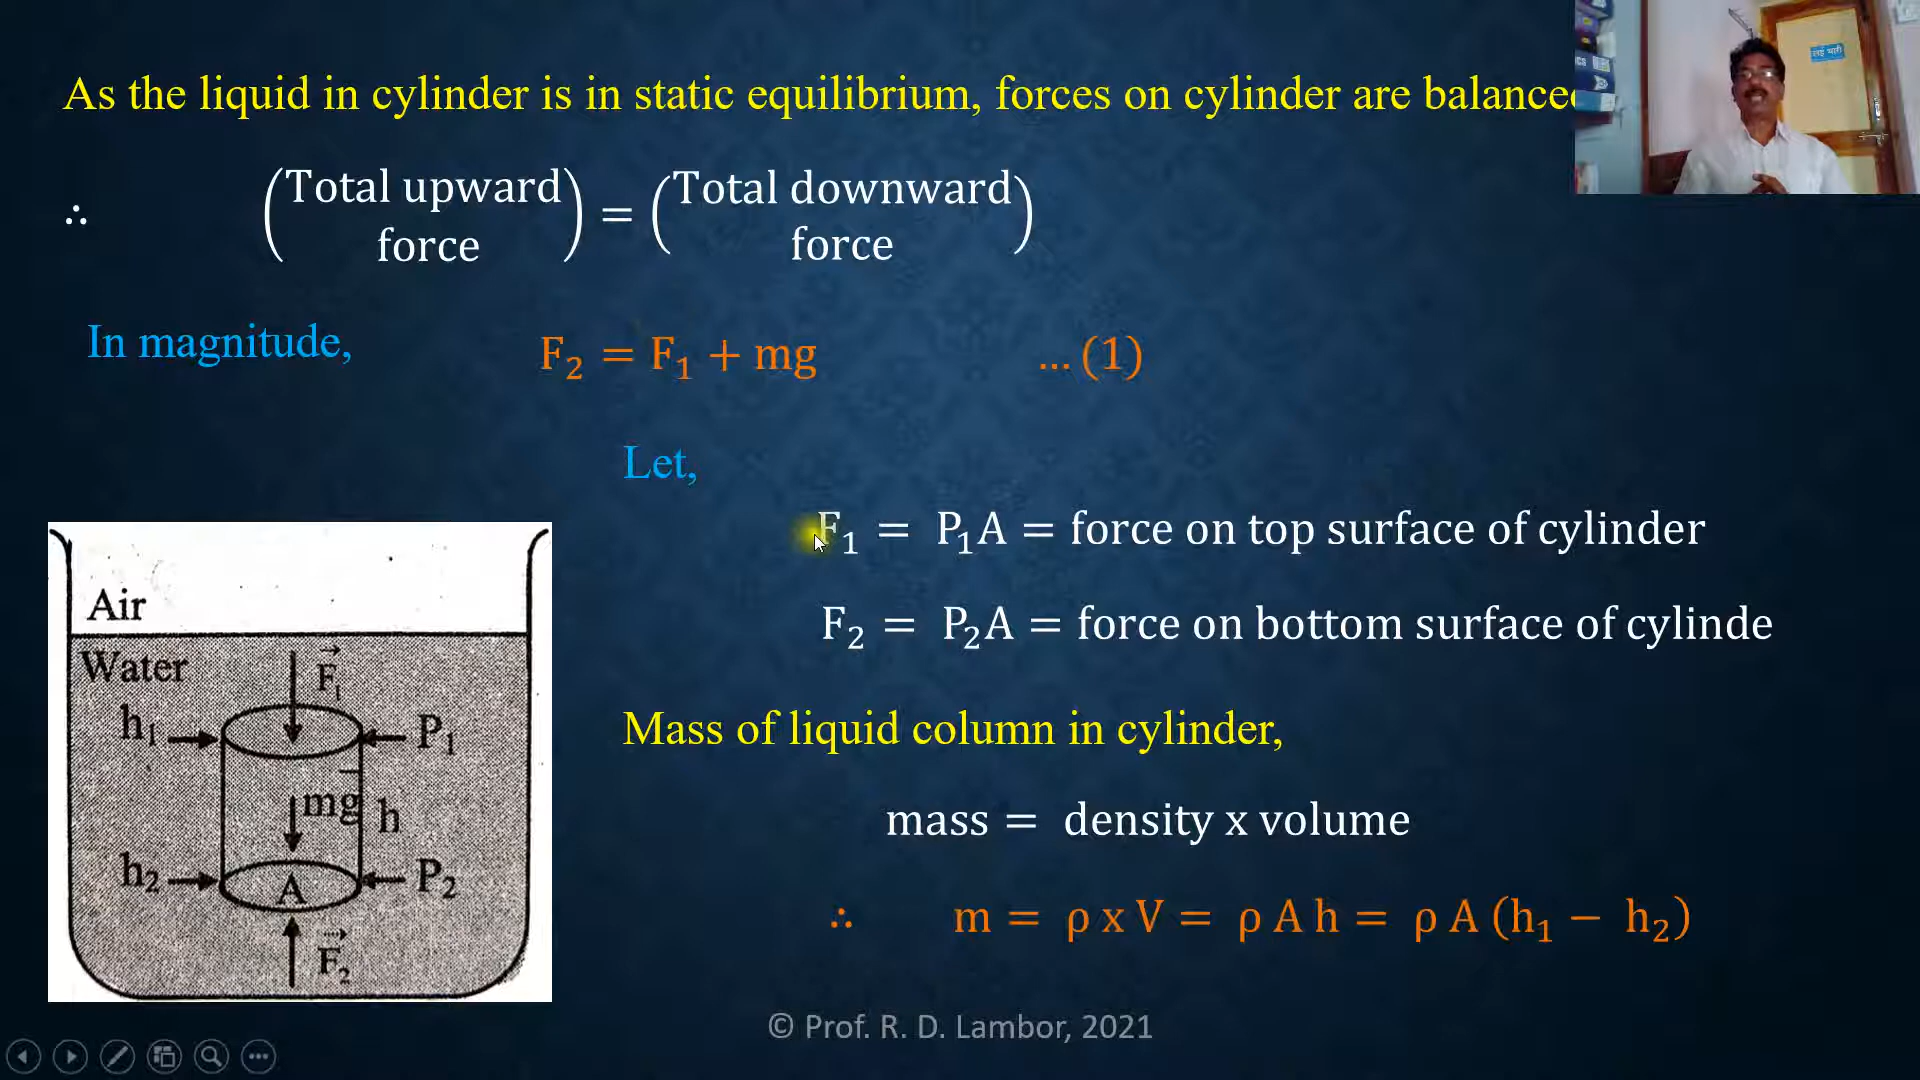 As the liquid in cylinder is in static equilibrium, forces on cylinder are balanced
∴ (Total upward force) = (Total downward force)
In magnitude, F₂ = F₁ + mg ... (1)
Let,
F₁ = P₁A = force on top surface of cylinder
F₂ = P₂A = force on bottom surface of cylinde
Mass of liquid column in cylinder,
mass = density x volume
∴ m = ρ x V = ρ A h = ρ A (h₁ − h₂)
Air
Water
F₁
h₁ P₁
mg h
h₂ A P₂
F₂
© Prof. R. D. Lambor, 2021